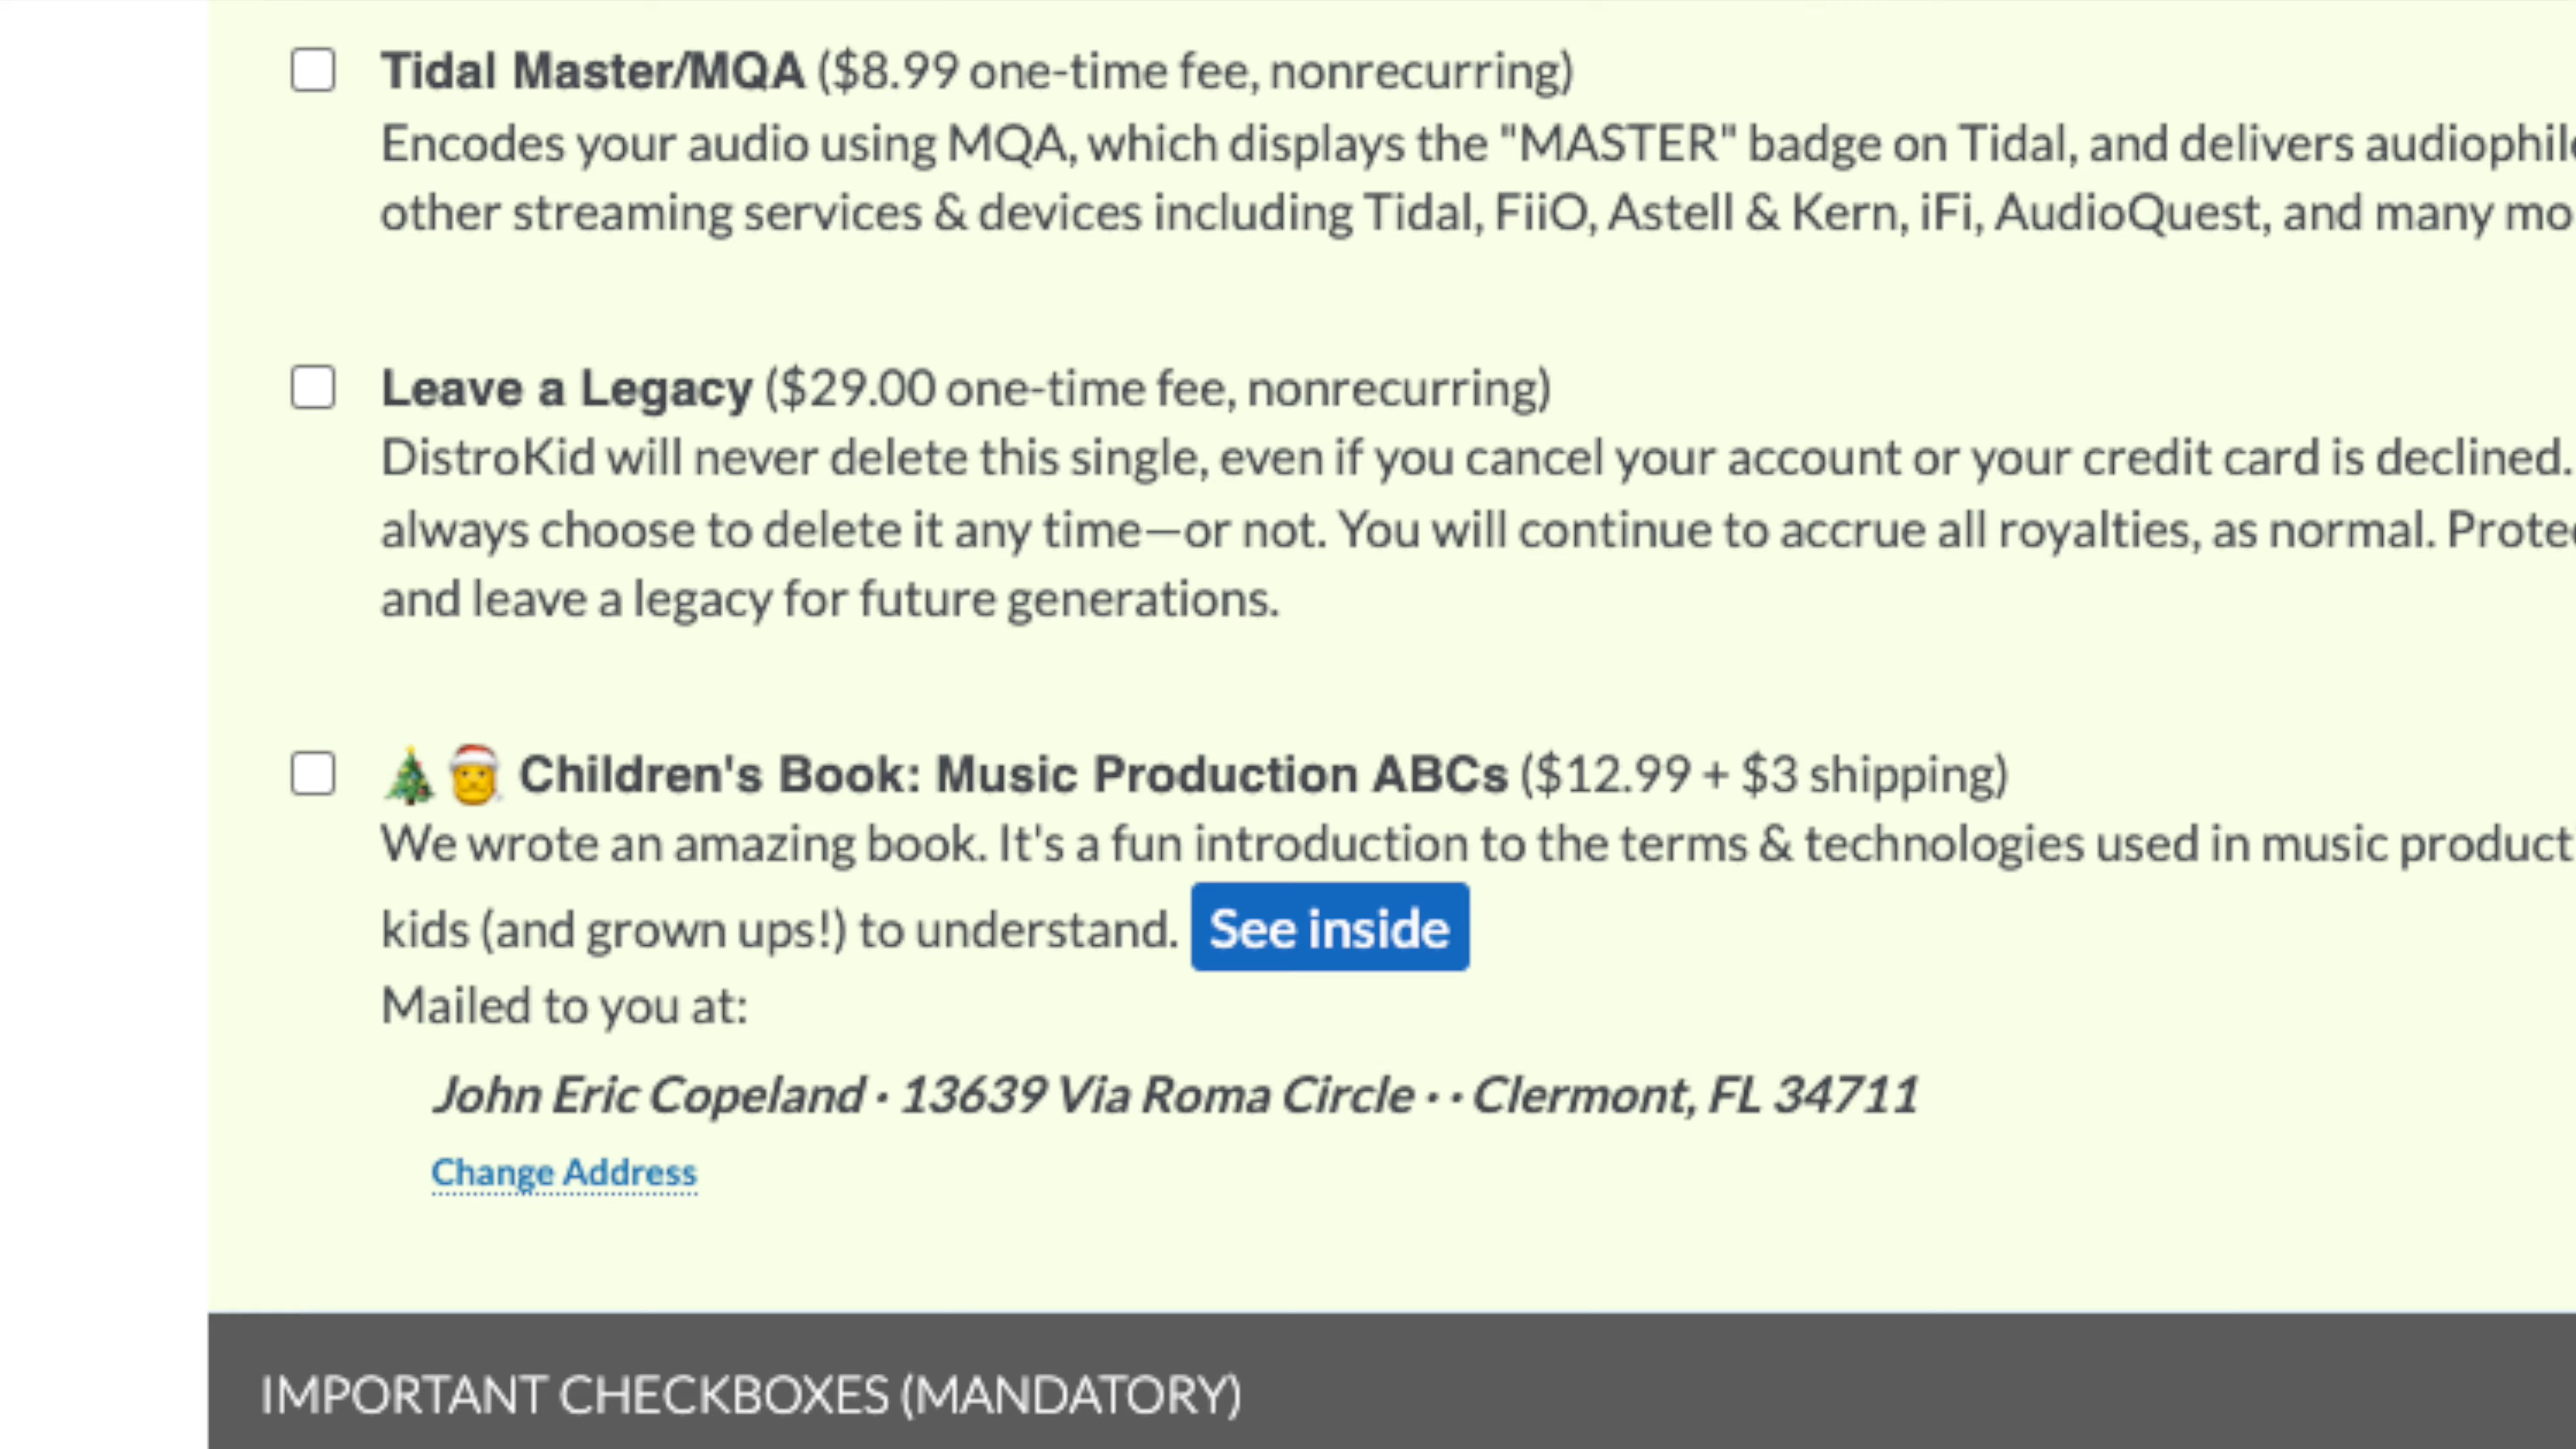 Tidal Master/MQA ($8.99 one-time fee, nonrecurring)
Encodes your audio using MQA, which displays the "MASTER" badge on Tidal, and delivers
other streaming services & devices including Tidal, FiiO, Astell & Kern, iFi, AudioQuest, and many
Leave a Legacy ($29.00 one-time fee, nonrecurring)
DistroKid will never delete this single, even if you cancel your account or your credit card is declined.
always choose to delete it any time—or not. You will continue to accrue all royalties, as normal.
and leave a legacy for future generations.
🎄🎅 Children's Book: Music Production ABCs ($12.99 + $3 shipping)
We wrote an amazing book. It's a fun introduction to the terms & technologies used in music
kids (and grown ups!) to understand. See inside
Mailed to you at:
John Eric Copeland · 13639 Via Roma Circle · · Clermont, FL 34711
Change Address
IMPORTANT CHECKBOXES (MANDATORY)